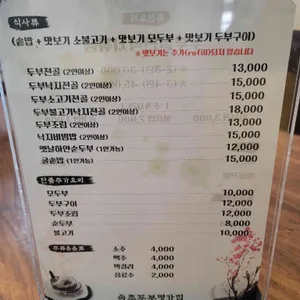 식사류
(솥밥 + 맛보기 소불고기 + 맛보기 모두부 + 맛보기 두부구이)
* 맛보기는 추가(refill)되지 않습니다
두부전골 (2인이상) 13,000
두부낙지전골 (2인이상) 15,000
두부소고기전골 (2인이상) 15,000
두부불고기낙지전골 (2인이상) 18,000
두부조림 (2인이상) 13,000
낙지비빔밥 (2인이상) 15,000
옛날하얀순두부 (1인가능) 12,000
굴솥밥 (1인가능) 15,000
단품추가요리
모두부 10,000
두부구이 12,000
두부조림 12,000
순두부 8,000
불고기 10,000
주류&음료
소주 4,000
맥주 4,000
막걸리 4,000
음료수 2,000